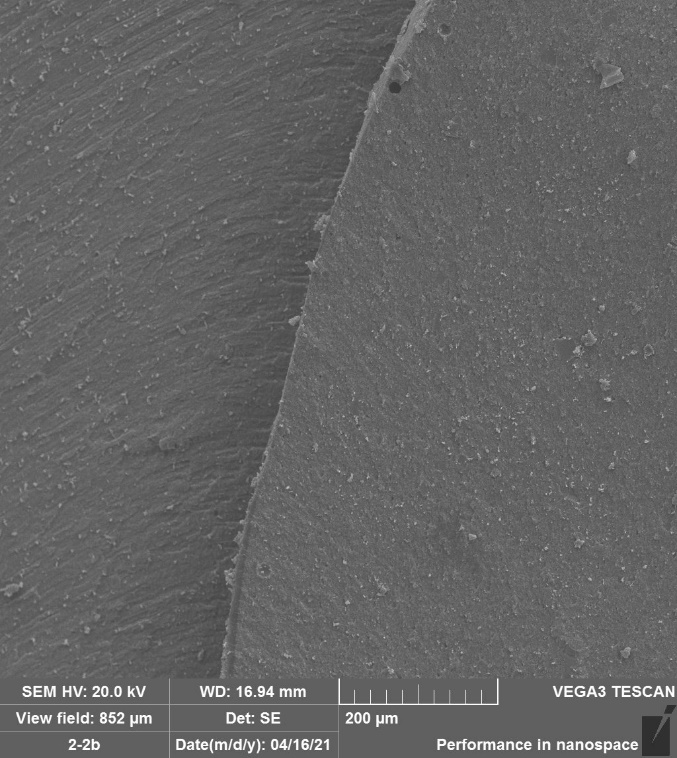 SEM HV: 20.0 kV
WD: 16.94 mm
VEGA3 TESCAN
View field: 852 µm
Det: SE
200 µm
2-2b
Date(m/d/y): 04/16/21
Performance in nanospace